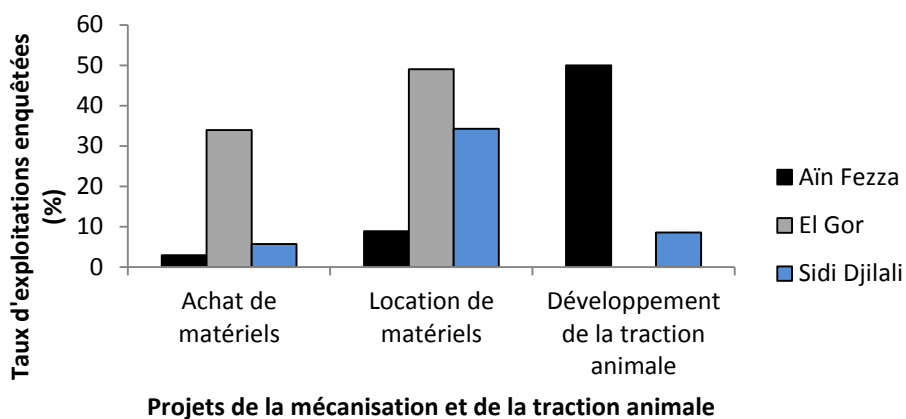 Taux d'exploitations enquêtées
(%)
60
50
40
30
20
10
0
Achat de
matériels
Location de
matériels
Développement
de la traction
animale
Projets de la mécanisation et de la traction animale
Aïn Fezza
El Gor
Sidi Djilali